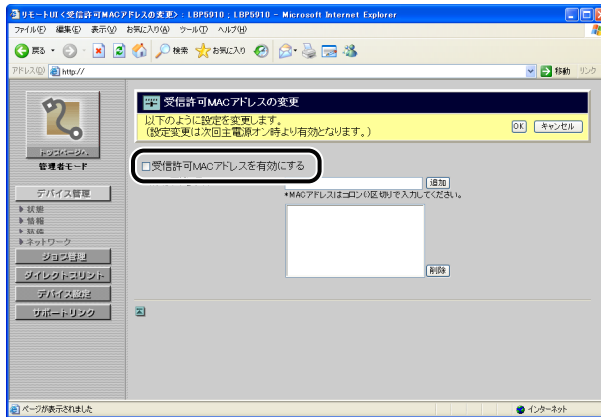 リモートUI <受信許可MACアドレスの変更> : LBP5910 ; LBP5910 - Microsoft Internet Explorer
ファイル(F) 編集(E) 表示(V) お気に入り(A) ツール(T) ヘルプ(H)
戻る 検索 お気に入り
アドレス(D) http:// 移動 リンク
受信許可MACアドレスの変更
以下のように設定を変更します。
(設定変更は次回主電源オン時より有効となります。)
OK キャンセル
トップページへ
管理者モード
受信許可MACアドレスを有効にする
追加
*MACアドレスはコロン(:)区切りで入力してください。
削除
デバイス管理
状態
情報
ネットワーク
ジョブ管理
ダイレクトプリント
デバイス設定
サポートリンク
ページが表示されました
インターネット